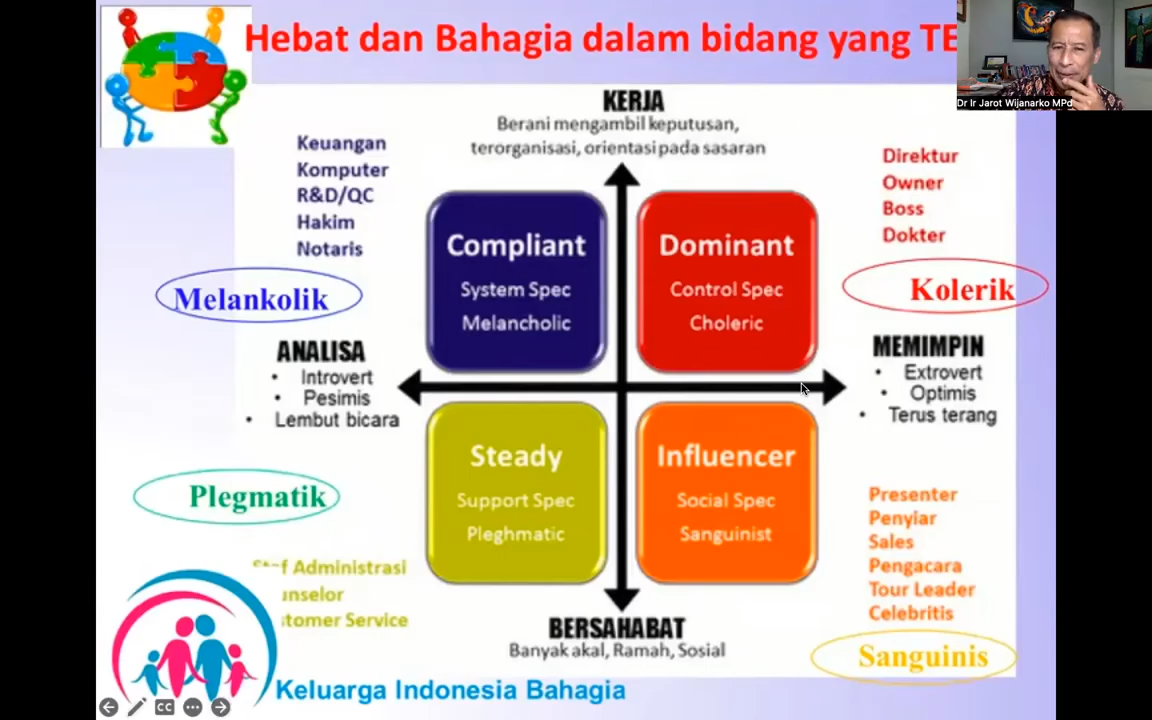 Hebat dan Bahagia dalam bidang yang TE
Dr Ir Jarot Wijanarko MPd
KERJA
Berani mengambil keputusan,
terorganisasi, orientasi pada sasaran
Keuangan
Komputer
R&D/QC
Hakim
Notaris
Melankolik
Compliant
System Spec
Melancholic
Dominant
Control Spec
Choleric
Direktur
Owner
Boss
Dokter
Kolerik
ANALISA
• Introvert
• Pesimis
• Lembut bicara
MEMIMPIN
• Extrovert
• Optimis
• Terus terang
Plegmatik
Steady
Support Spec
Pleghmatic
Influencer
Social Spec
Sanguinist
Presenter
Penyiar
Sales
Pengacara
Tour Leader
Celebritis
Sanguinis
Administrasi
unselor
stomer Service
BERSAHABAT
Banyak akal, Ramah, Sosial
Keluarga Indonesia Bahagia
CC